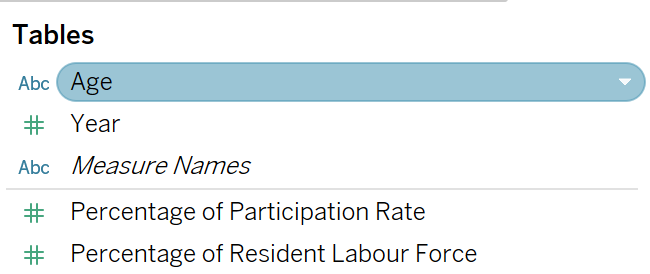 Tables
Abc Age
# Year
Abc Measure Names
# Percentage of Participation Rate
# Percentage of Resident Labour Force